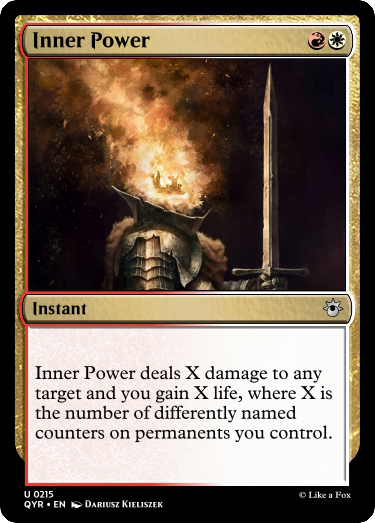 Inner Power
Instant
Inner Power deals X damage to any
target and you gain X life, where X is
the number of differently named
counters on permanents you control.
U 0215
QYR • EN Dariusz Kieliszek
© Like a Fox